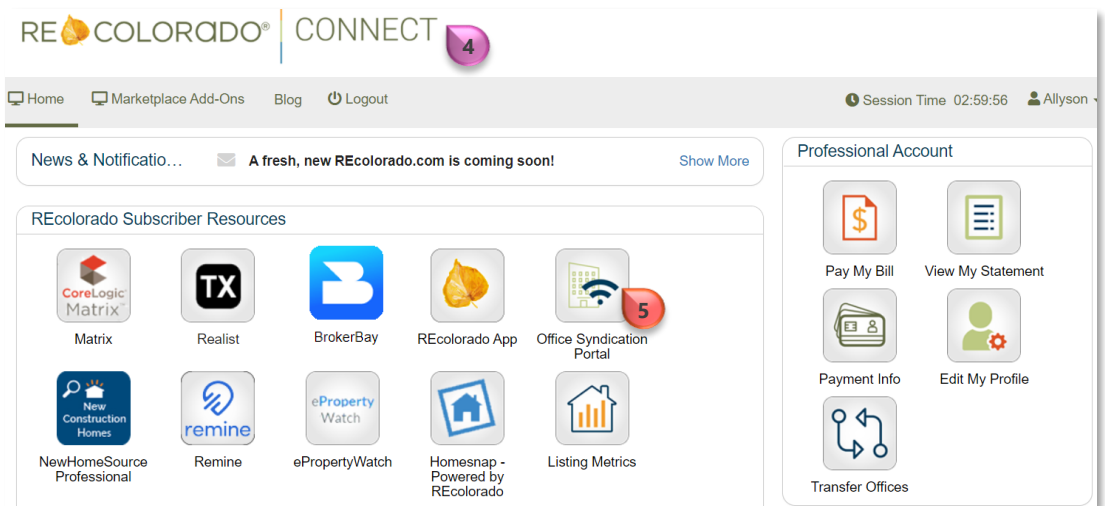 RECOLORADO® CONNECT
4
Home Marketplace Add-Ons Blog Logout Session Time 02:59:56 Allyson
News & Notificatio… A fresh, new REcolorado.com is coming soon! Show More
Professional Account
REcolorado Subscriber Resources
CoreLogic
Matrix™
Matrix
TX
Realist
BrokerBay
REcolorado App
Office Syndication
Portal
5
New
Construction
Homes
NewHomeSource
Professional
remine
Remine
eProperty
Watch
ePropertyWatch
Homesnap -
Powered by
REcolorado
Listing Metrics
$
Pay My Bill
View My Statement
Payment Info
Edit My Profile
Transfer Offices